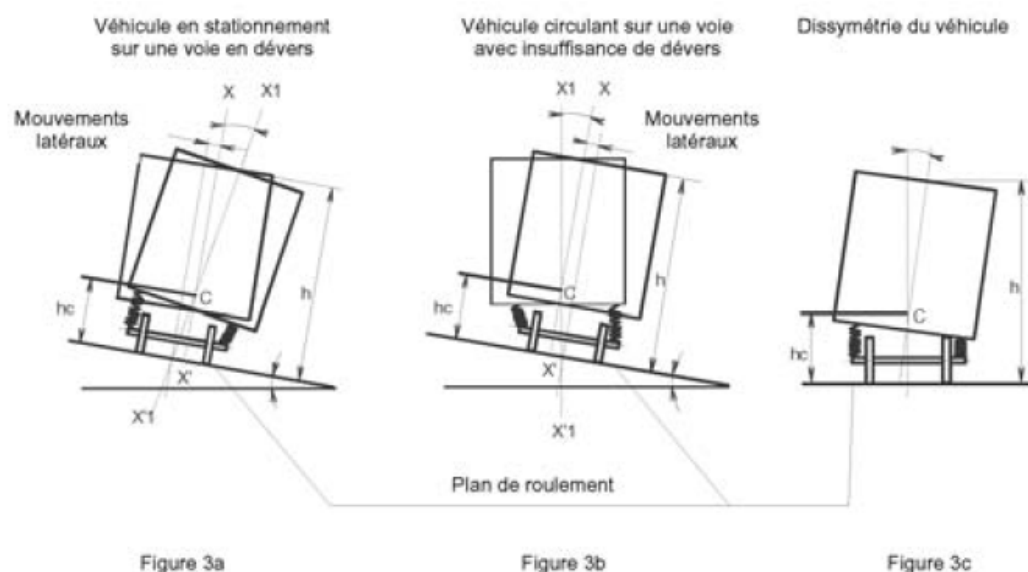 Véhicule en stationnement
sur une voie en dévers
Véhicule circulant sur une voie
avec insuffisance de dévers
Dissymétrie du véhicule
X X1
Mouvements
latéraux
X1 X
Mouvements
latéraux
h
hc
C
X'
X'1
h
hc
C
X'
X'1
h
hc
C
Plan de roulement
Figure 3a
Figure 3b
Figure 3c